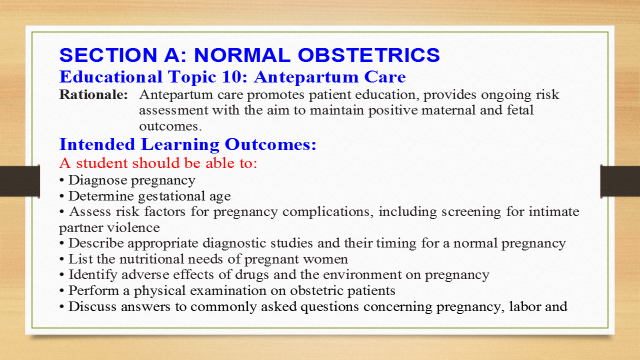 SECTION A: NORMAL OBSTETRICS
Educational Topic 10: Antepartum Care
Rationale: Antepartum care promotes patient education, provides ongoing risk
assessment with the aim to maintain positive maternal and fetal
outcomes.
Intended Learning Outcomes:
A student should be able to:
• Diagnose pregnancy
• Determine gestational age
• Assess risk factors for pregnancy complications, including screening for intimate
partner violence
• Describe appropriate diagnostic studies and their timing for a normal pregnancy
• List the nutritional needs of pregnant women
• Identify adverse effects of drugs and the environment on pregnancy
• Perform a physical examination on obstetric patients
• Discuss answers to commonly asked questions concerning pregnancy, labor and